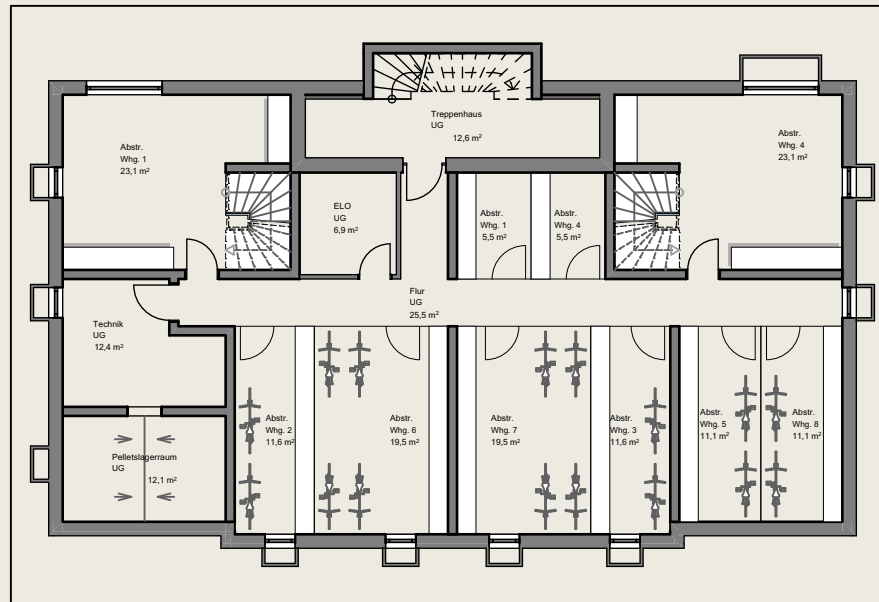 Treppenhaus
UG
12,6 m²
Abstr.
Whg. 1
23,1 m²
Abstr.
Whg. 4
23,1 m²
ELO
UG
6,9 m²
Abstr.
Whg. 1
5,5 m²
Abstr.
Whg. 4
5,5 m²
Flur
UG
25,5 m²
Technik
UG
12,4 m²
Abstr.
Whg. 2
11,6 m²
Abstr.
Whg. 6
19,5 m²
Abstr.
Whg. 7
19,5 m²
Abstr.
Whg. 3
11,6 m²
Abstr.
Whg. 5
11,1 m²
Abstr.
Whg. 8
11,1 m²
Pelletslagerraum
UG
12,1 m²